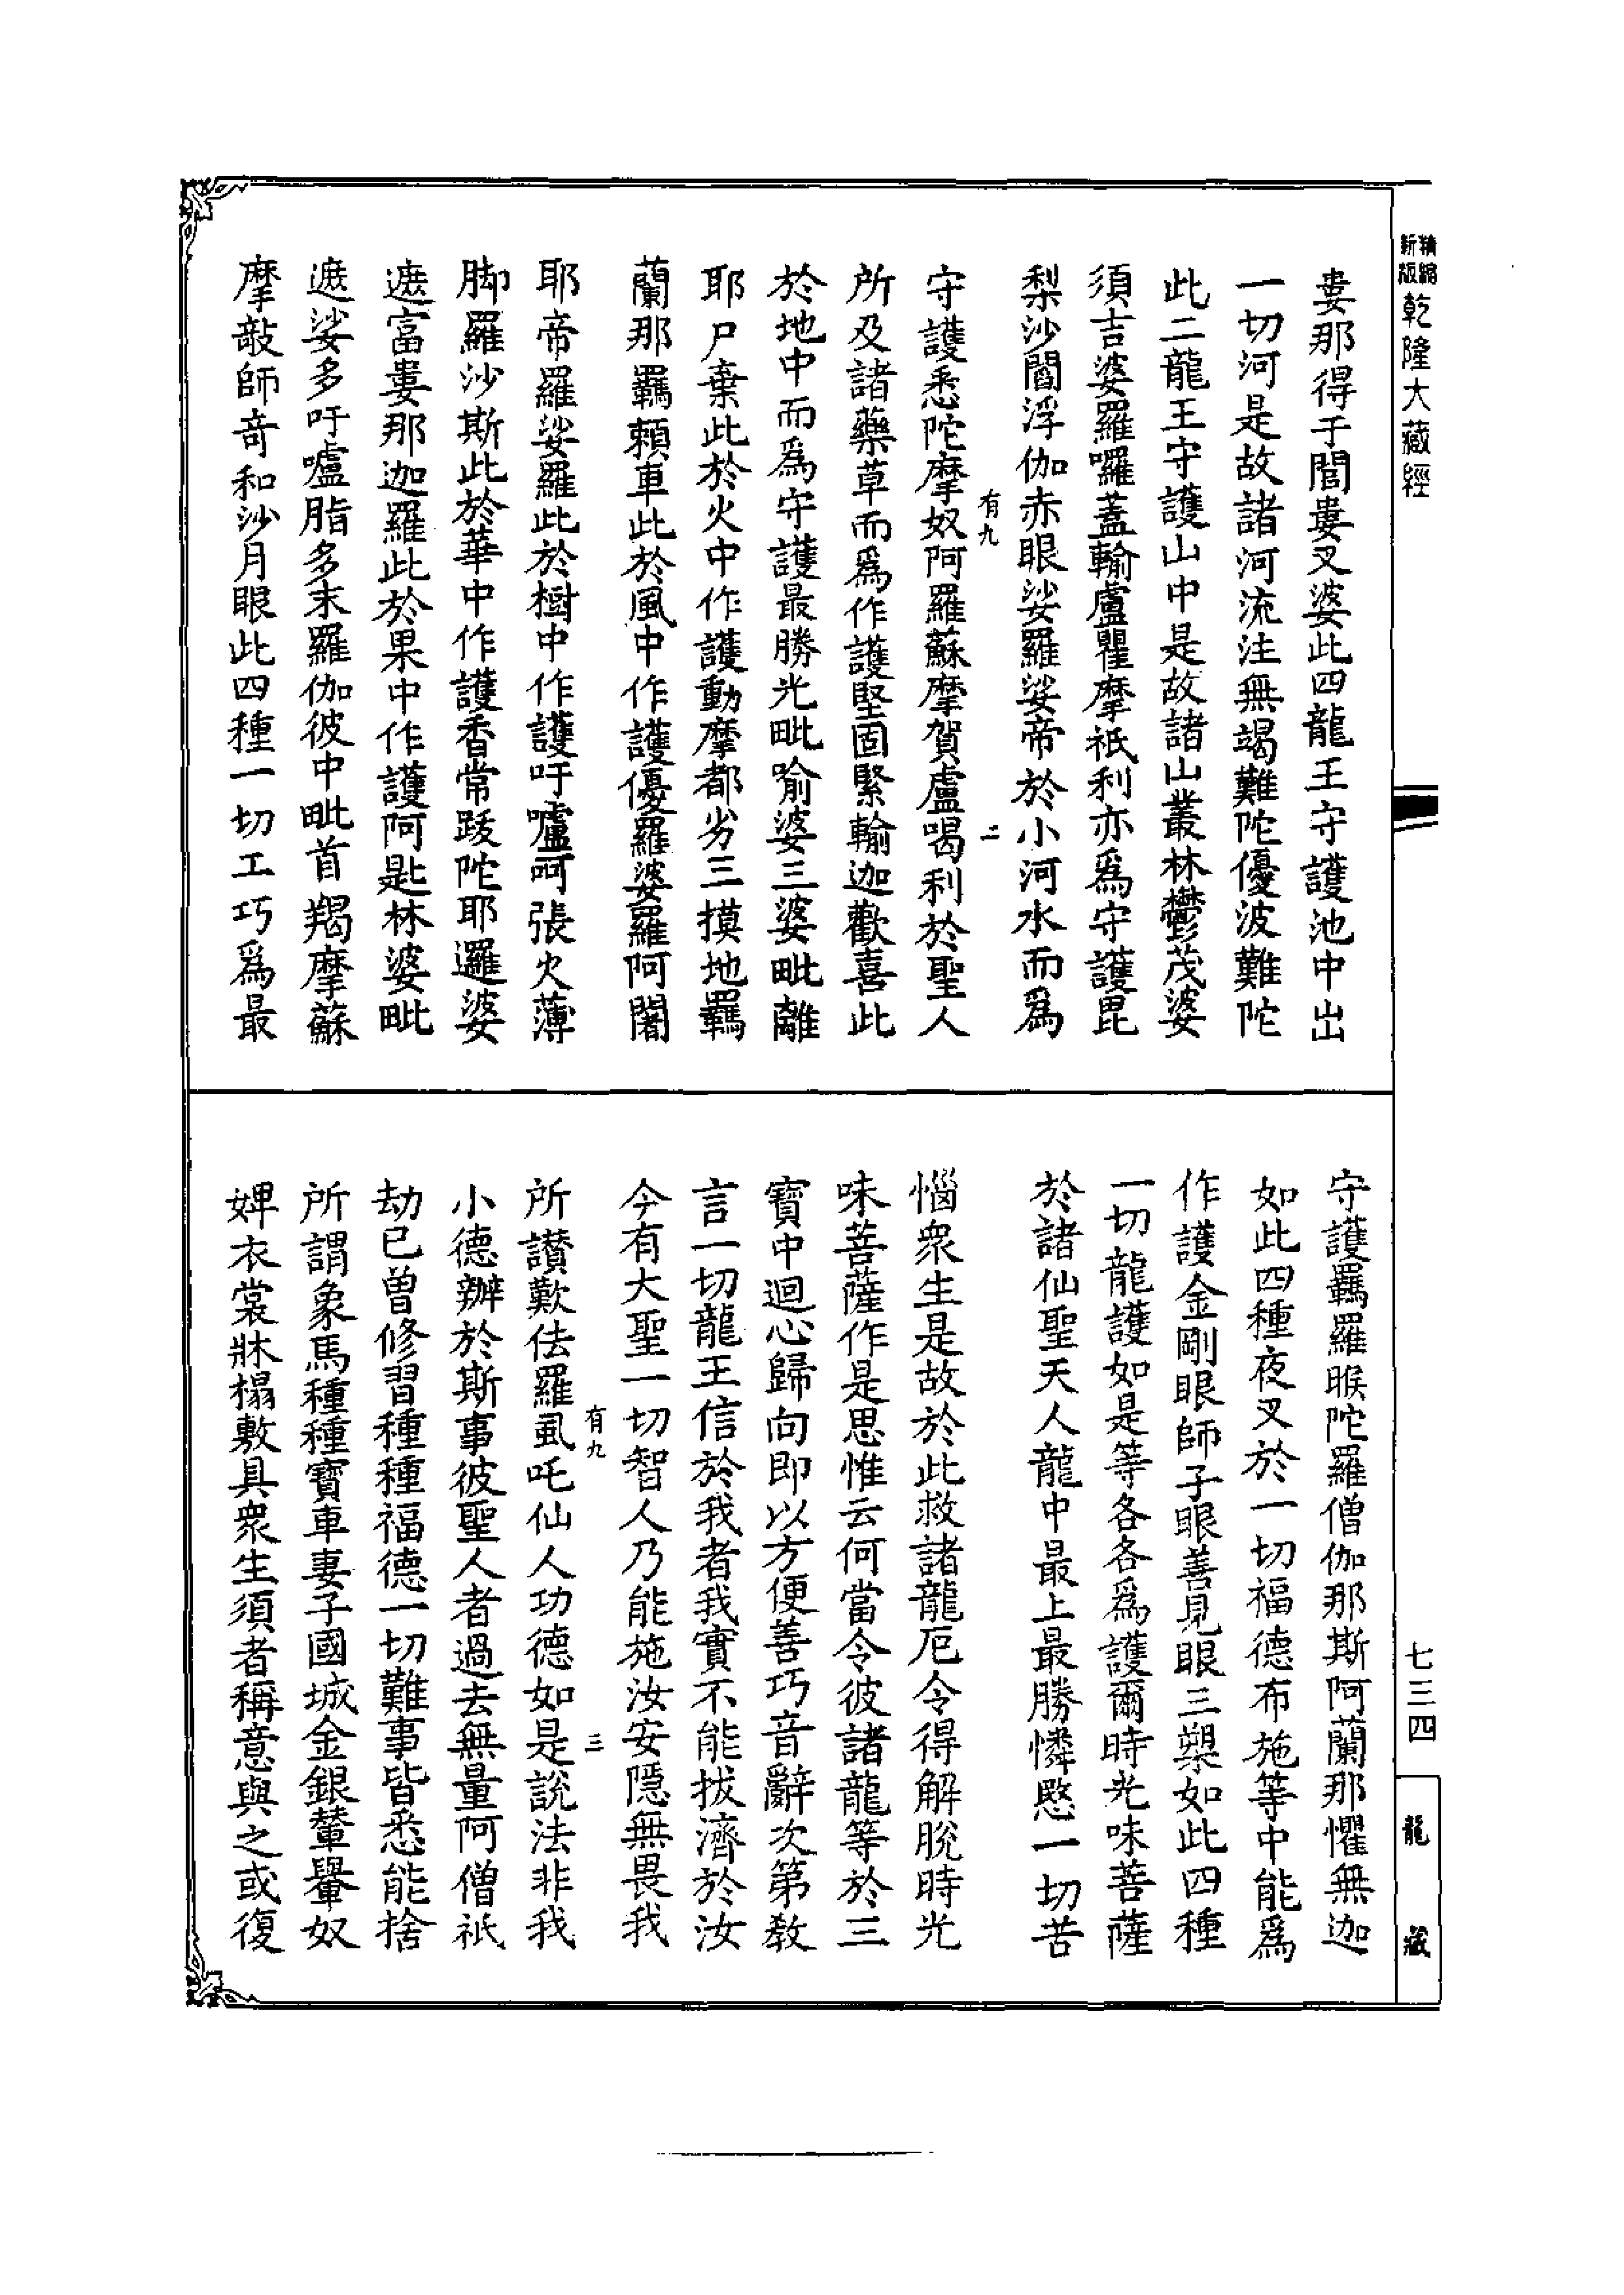 精縮
新版
乾隆大藏經
婁那得于閻婁叉婆此四龍王守護池中出
一切河是故諸河流注無竭難陀優波難陀
此二龍王守護山中是故諸山叢林鬱茂婆
須吉婆羅囉蓋輸盧瞿摩祇利亦爲守護毘
梨沙閻浮伽赤眼娑羅娑帝於小河水而爲
有九
二
守護悉陀摩奴阿羅蘇摩賀盧喝利於聖人
所及諸藥草而爲作護堅固緊輸迦歡喜此
於地中而爲守護最勝光毗喻婆三婆毗離
耶尸棄此於火中作護動摩都劣三摸地羅
蘭那羈賴車此於風中作護優羅婆羅阿闍
耶帝羅娑羅此於樹中作護吁嚧呵張火薄
脚羅沙斯此於華中作護香常跋陀耶邏婆
遮富婁那迦羅此於果中作護阿匙林婆毗
遮娑多吁嚧脂多末羅伽彼中毗首羯摩蘇
摩敲師奇和沙月眼此四種一切工巧爲最
守護羈羅睺陀羅僧伽那斯阿蘭那懼無迦
如此四種夜叉於一切福德布施等中能爲
作護金剛眼師子眼善見眼三槊如此四種
一切龍護如是等各各爲護爾時光味菩薩
於諸仙聖天人龍中最上最勝憐愍一切苦
惱衆生是故於此救諸龍厄令得解脫時光
味菩薩作是思惟云何當令彼諸龍等於三
寶中迴心歸向即以方便善巧音辭次第教
言一切龍王信於我者我實不能拔濟於汝
今有大聖一切智人乃能施汝安隱無畏我
有九
三
所讃歎佉羅虱吒仙人功德如是説法非我
小德辦於斯事彼聖人者過去無量阿僧祇
劫已曾修習種種福德一切難事皆悉能捨
所謂象馬種種寶車妻子國城金銀輦轝奴
婢衣裳牀榻敷具衆生須者稱意與之或復
七三四
龍藏